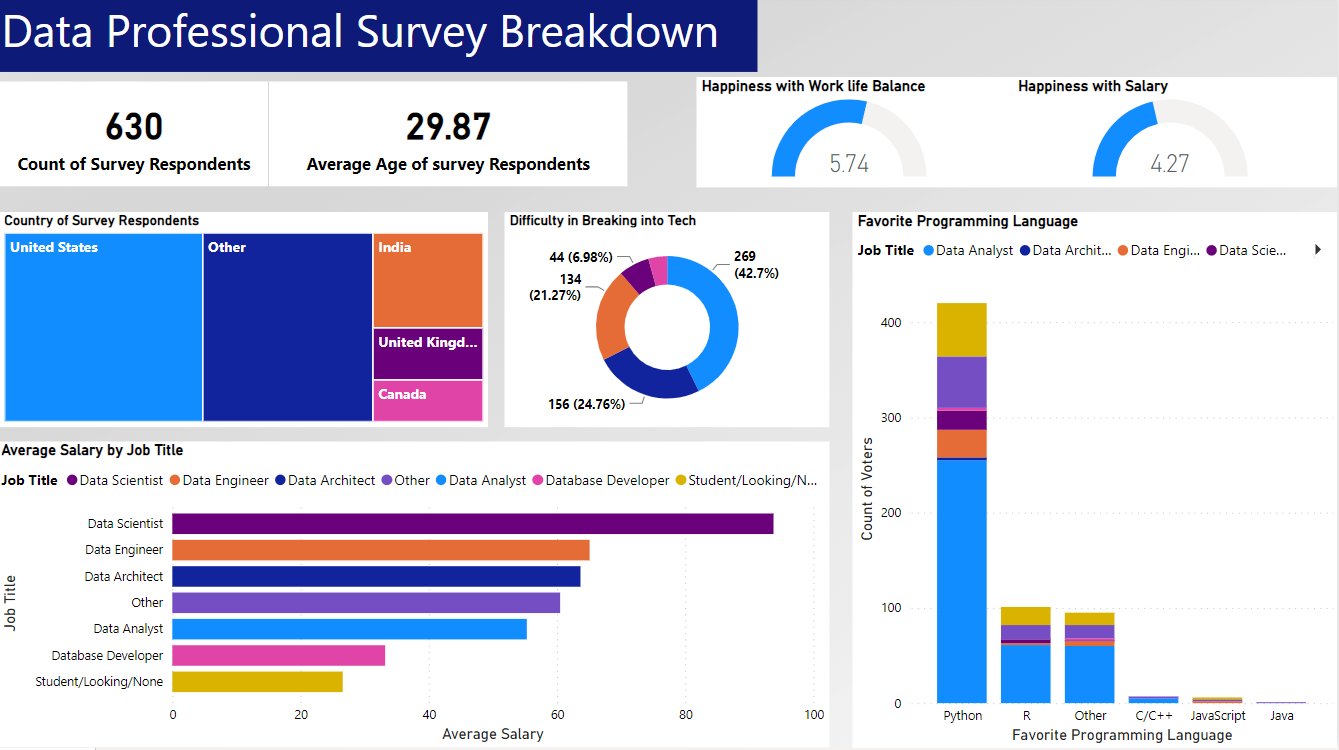 Data Professional Survey Breakdown
630
Count of Survey Respondents
29.87
Average Age of survey Respondents
Happiness with Work life Balance
5.74
Happiness with Salary
4.27
Country of Survey Respondents
United States
Other
India
United Kingd...
Canada
Difficulty in Breaking into Tech
44 (6.98%)
134
(21.27%)
269
(42.7%)
156 (24.76%)
Favorite Programming Language
Job Title Data Analyst Data Archit... Data Engi... Data Scie...
Count of Voters
400
300
200
100
0
Python R Other C/C++ JavaScript Java
Favorite Programming Language
Average Salary by Job Title
Job Title Data Scientist Data Engineer Data Architect Other Data Analyst Database Developer Student/Looking/N...
Job Title
Data Scientist
Data Engineer
Data Architect
Other
Data Analyst
Database Developer
Student/Looking/None
0 20 40 60 80 100
Average Salary